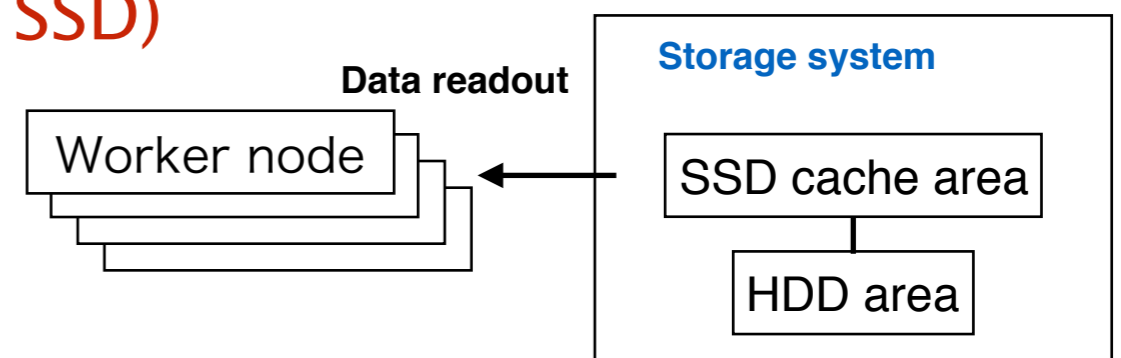 SSD)
Storage system
Data readout
Worker node
SSD cache area
HDD area